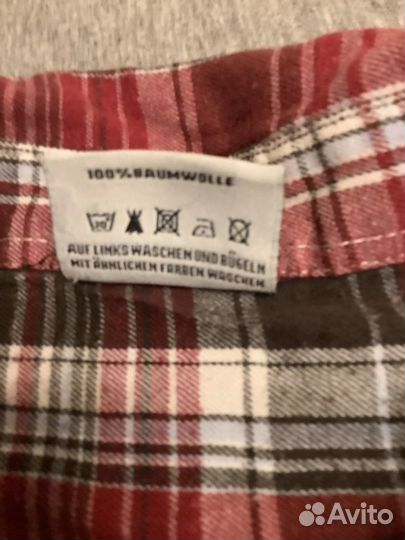 100% BAUMWOLLE
AUF LINKS WASCHEN UND BÜGELN
MIT ÄHNLICHEN FARBEN WASCHEN
Avito